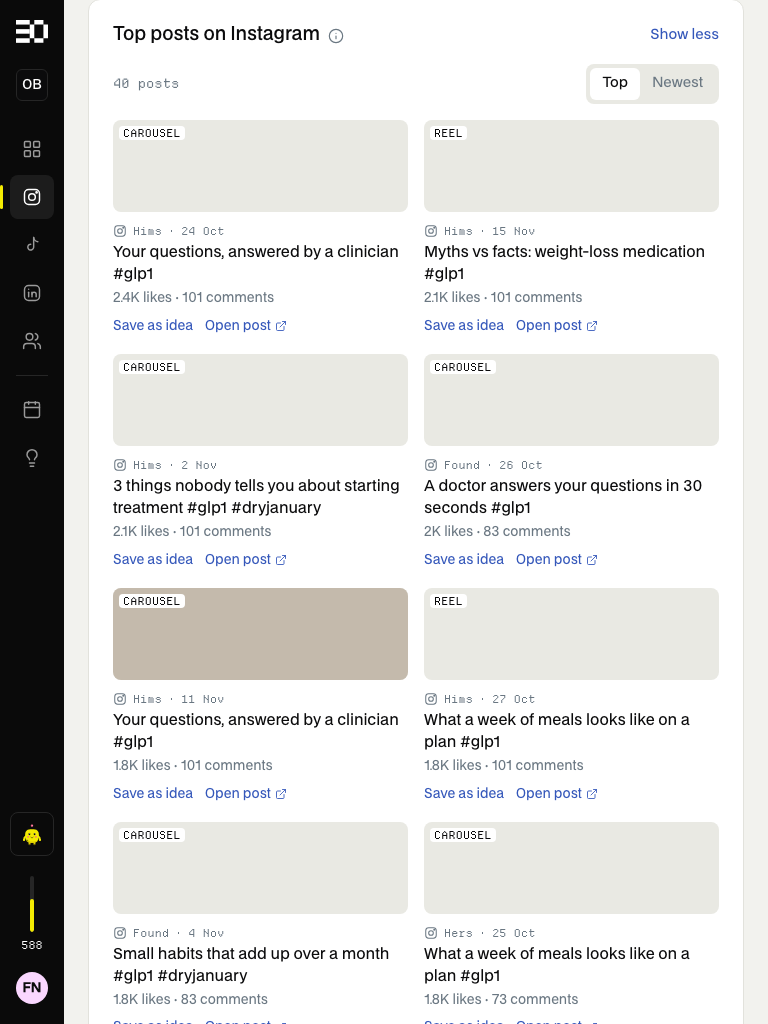 OB
588
FN
Top posts on Instagram
Show less
40 posts
Top
Newest
CAROUSEL
Hims · 24 Oct
Your questions, answered by a clinician
#glp1
2.4K likes · 101 comments
Save as idea
Open post
REEL
Hims · 15 Nov
Myths vs facts: weight-loss medication
#glp1
2.1K likes · 101 comments
Save as idea
Open post
CAROUSEL
Hims · 2 Nov
3 things nobody tells you about starting
treatment #glp1 #dryjanuary
2.1K likes · 101 comments
Save as idea
Open post
CAROUSEL
Found · 26 Oct
A doctor answers your questions in 30
seconds #glp1
2K likes · 83 comments
Save as idea
Open post
CAROUSEL
Hims · 11 Nov
Your questions, answered by a clinician
#glp1
1.8K likes · 101 comments
Save as idea
Open post
REEL
Hims · 27 Oct
What a week of meals looks like on a
plan #glp1
1.8K likes · 101 comments
Save as idea
Open post
CAROUSEL
Found · 4 Nov
Small habits that add up over a month
#glp1 #dryjanuary
1.8K likes · 83 comments
CAROUSEL
Hers · 25 Oct
What a week of meals looks like on a
plan #glp1
1.8K likes · 73 comments